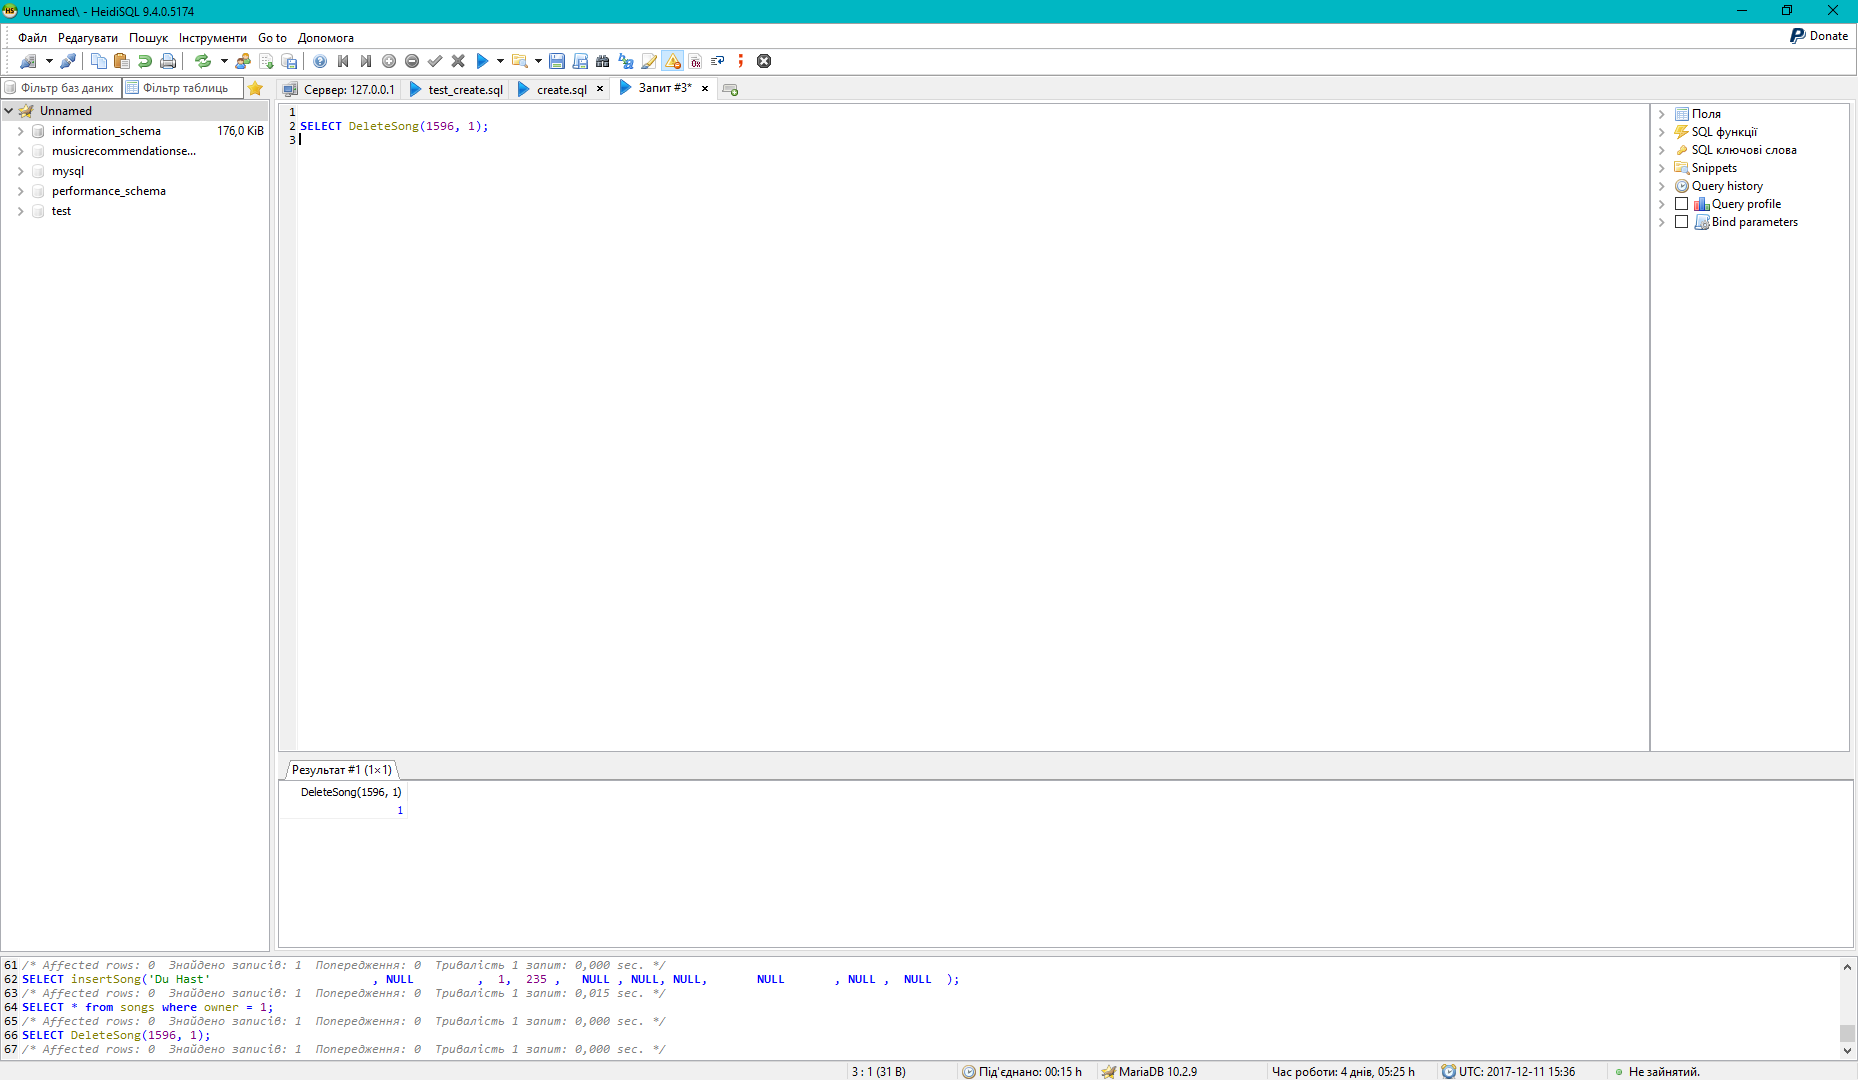 Unnamed\ - HeidiSQL 9.4.0.5174
Файл Редагувати Пошук Інструменти Go to Допомога
Donate
Фільтр баз даних Фільтр таблиць
Сервер: 127.0.0.1 test_create.sql create.sql Запит #3*
Unnamed
information_schema 176,0 KiB
musicrecommendationse...
mysql
performance_schema
test
1
2 SELECT DeleteSong(1596, 1);
3
Поля
SQL функції
SQL ключові слова
Snippets
Query history
Query profile
Bind parameters
Результат #1 (1×1)
DeleteSong(1596, 1)
1
61 /* Affected rows: 0 Знайдено записів: 1 Попередження: 0 Тривалість 1 запит: 0,000 sec. */
62 SELECT insertSong('Du Hast' , NULL , 1, 235 , NULL , NULL, NULL, NULL , NULL , NULL );
63 /* Affected rows: 0 Знайдено записів: 1 Попередження: 0 Тривалість 1 запит: 0,015 sec. */
64 SELECT * from songs where owner = 1;
65 /* Affected rows: 0 Знайдено записів: 1 Попередження: 0 Тривалість 1 запит: 0,000 sec. */
66 SELECT DeleteSong(1596, 1);
67 /* Affected rows: 0 Знайдено записів: 1 Попередження: 0 Тривалість 1 запит: 0,000 sec. */
3 : 1 (31 B) Під'єднано: 00:15 h MariaDB 10.2.9 Час роботи: 4 днів, 05:25 h UTC: 2017-12-11 15:36 Не зайнятий.